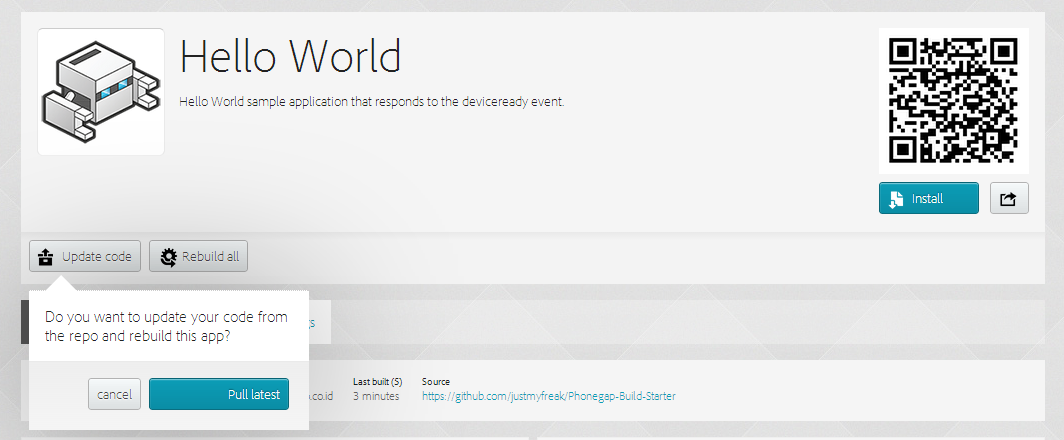 Hello World
Hello World sample application that responds to the deviceready event.
Install
Update code
Rebuild all
Do you want to update your code from
the repo and rebuild this app?
cancel
Pull latest
.co.id
Last built (5)
3 minutes
Source
https://github.com/justmyfreak/Phonegap-Build-Starter